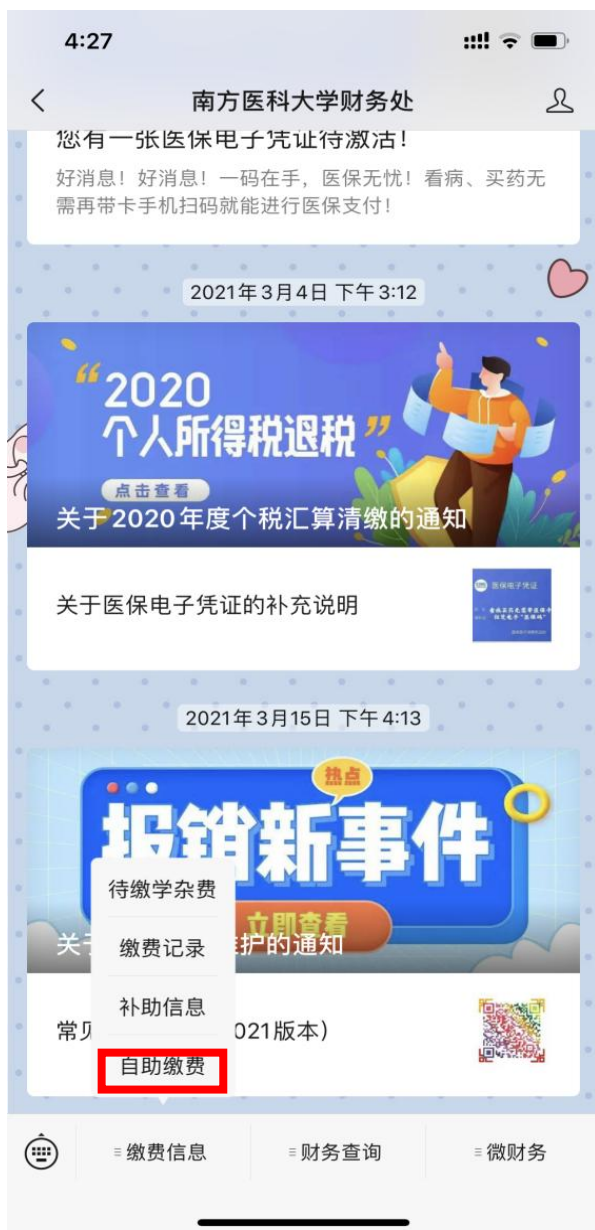 4:27
南方医科大学财务处
您有一张医保电子凭证待激活！
好消息！好消息！一码在手，医保无忧！看病、买药无
需再带卡手机扫码就能进行医保支付！
2021年3月4日 下午3:12
“2020
个人所得税退税”
点击查看
关于2020年度个税汇算清缴的通知
关于医保电子凭证的补充说明
医保电子凭证
2021年3月15日 下午4:13
热点
报销新事件
立即查看
关 护的通知
常见 021版本）
待缴学杂费
缴费记录
补助信息
自助缴费
缴费信息
财务查询
微财务